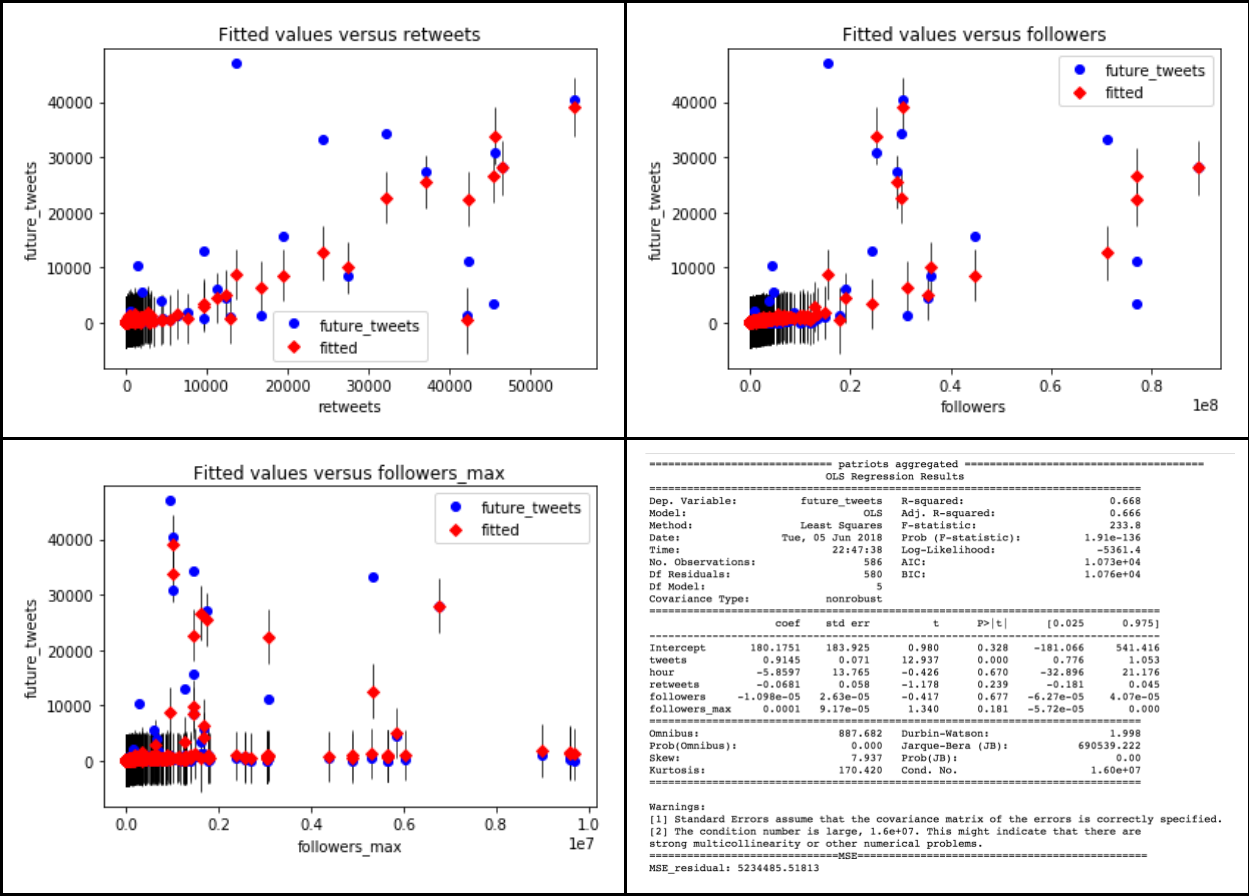 Fitted values versus retweets
future_tweets
40000
30000
20000
10000
0
future_tweets
fitted
0 10000 20000 30000 40000 50000
retweets
Fitted values versus followers
future_tweets
40000
30000
20000
10000
0
future_tweets
fitted
0.0 0.2 0.4 0.6 0.8
1e8
followers
Fitted values versus followers_max
future_tweets
40000
30000
20000
10000
0
future_tweets
fitted
0.0 0.2 0.4 0.6 0.8 1.0
1e7
followers_max
============================= patriots aggregated ======================================
OLS Regression Results
==============================================================================
Dep. Variable: future_tweets R-squared: 0.668
Model: OLS Adj. R-squared: 0.666
Method: Least Squares F-statistic: 233.8
Date: Tue, 05 Jun 2018 Prob (F-statistic): 1.91e-136
Time: 22:47:38 Log-Likelihood: -5361.4
No. Observations: 586 AIC: 1.073e+04
Df Residuals: 580 BIC: 1.076e+04
Df Model: 5
Covariance Type: nonrobust
=================================================================================
coef std err t P>|t| [0.025 0.975]
---------------------------------------------------------------------------------
Intercept 180.1751 183.925 0.980 0.328 -181.066 541.416
tweets 0.9145 0.071 12.937 0.000 0.776 1.053
hour -5.8597 13.765 -0.426 0.670 -32.896 21.176
retweets -0.0681 0.058 -1.178 0.239 -0.181 0.045
followers -1.098e-05 2.63e-05 -0.417 0.677 -6.27e-05 4.07e-05
followers_max 0.0001 9.17e-05 1.340 0.181 -5.72e-05 0.000
==============================================================================
Omnibus: 887.682 Durbin-Watson: 1.998
Prob(Omnibus): 0.000 Jarque-Bera (JB): 690539.222
Skew: 7.937 Prob(JB): 0.00
Kurtosis: 170.420 Cond. No. 1.60e+07
==============================================================================
Warnings:
[1] Standard Errors assume that the covariance matrix of the errors is correctly specified.
[2] The condition number is large, 1.6e+07. This might indicate that there are
strong multicollinearity or other numerical problems.
==============================MSE==============================================
MSE_residual: 5234485.51813